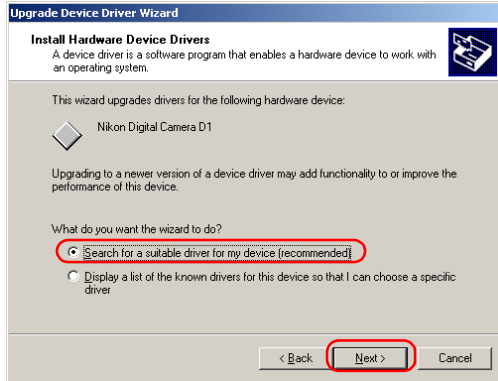 Upgrade Device Driver Wizard
Install Hardware Device Drivers
A device driver is a software program that enables a hardware device to work with
an operating system.
This wizard upgrades drivers for the following hardware device:
Nikon Digital Camera D1
Upgrading to a newer version of a device driver may add functionality to or improve the
performance of this device.
What do you want the wizard to do?
Search for a suitable driver for my device (recommended)
Display a list of the known drivers for this device so that I can choose a specific
driver
< Back Next > Cancel